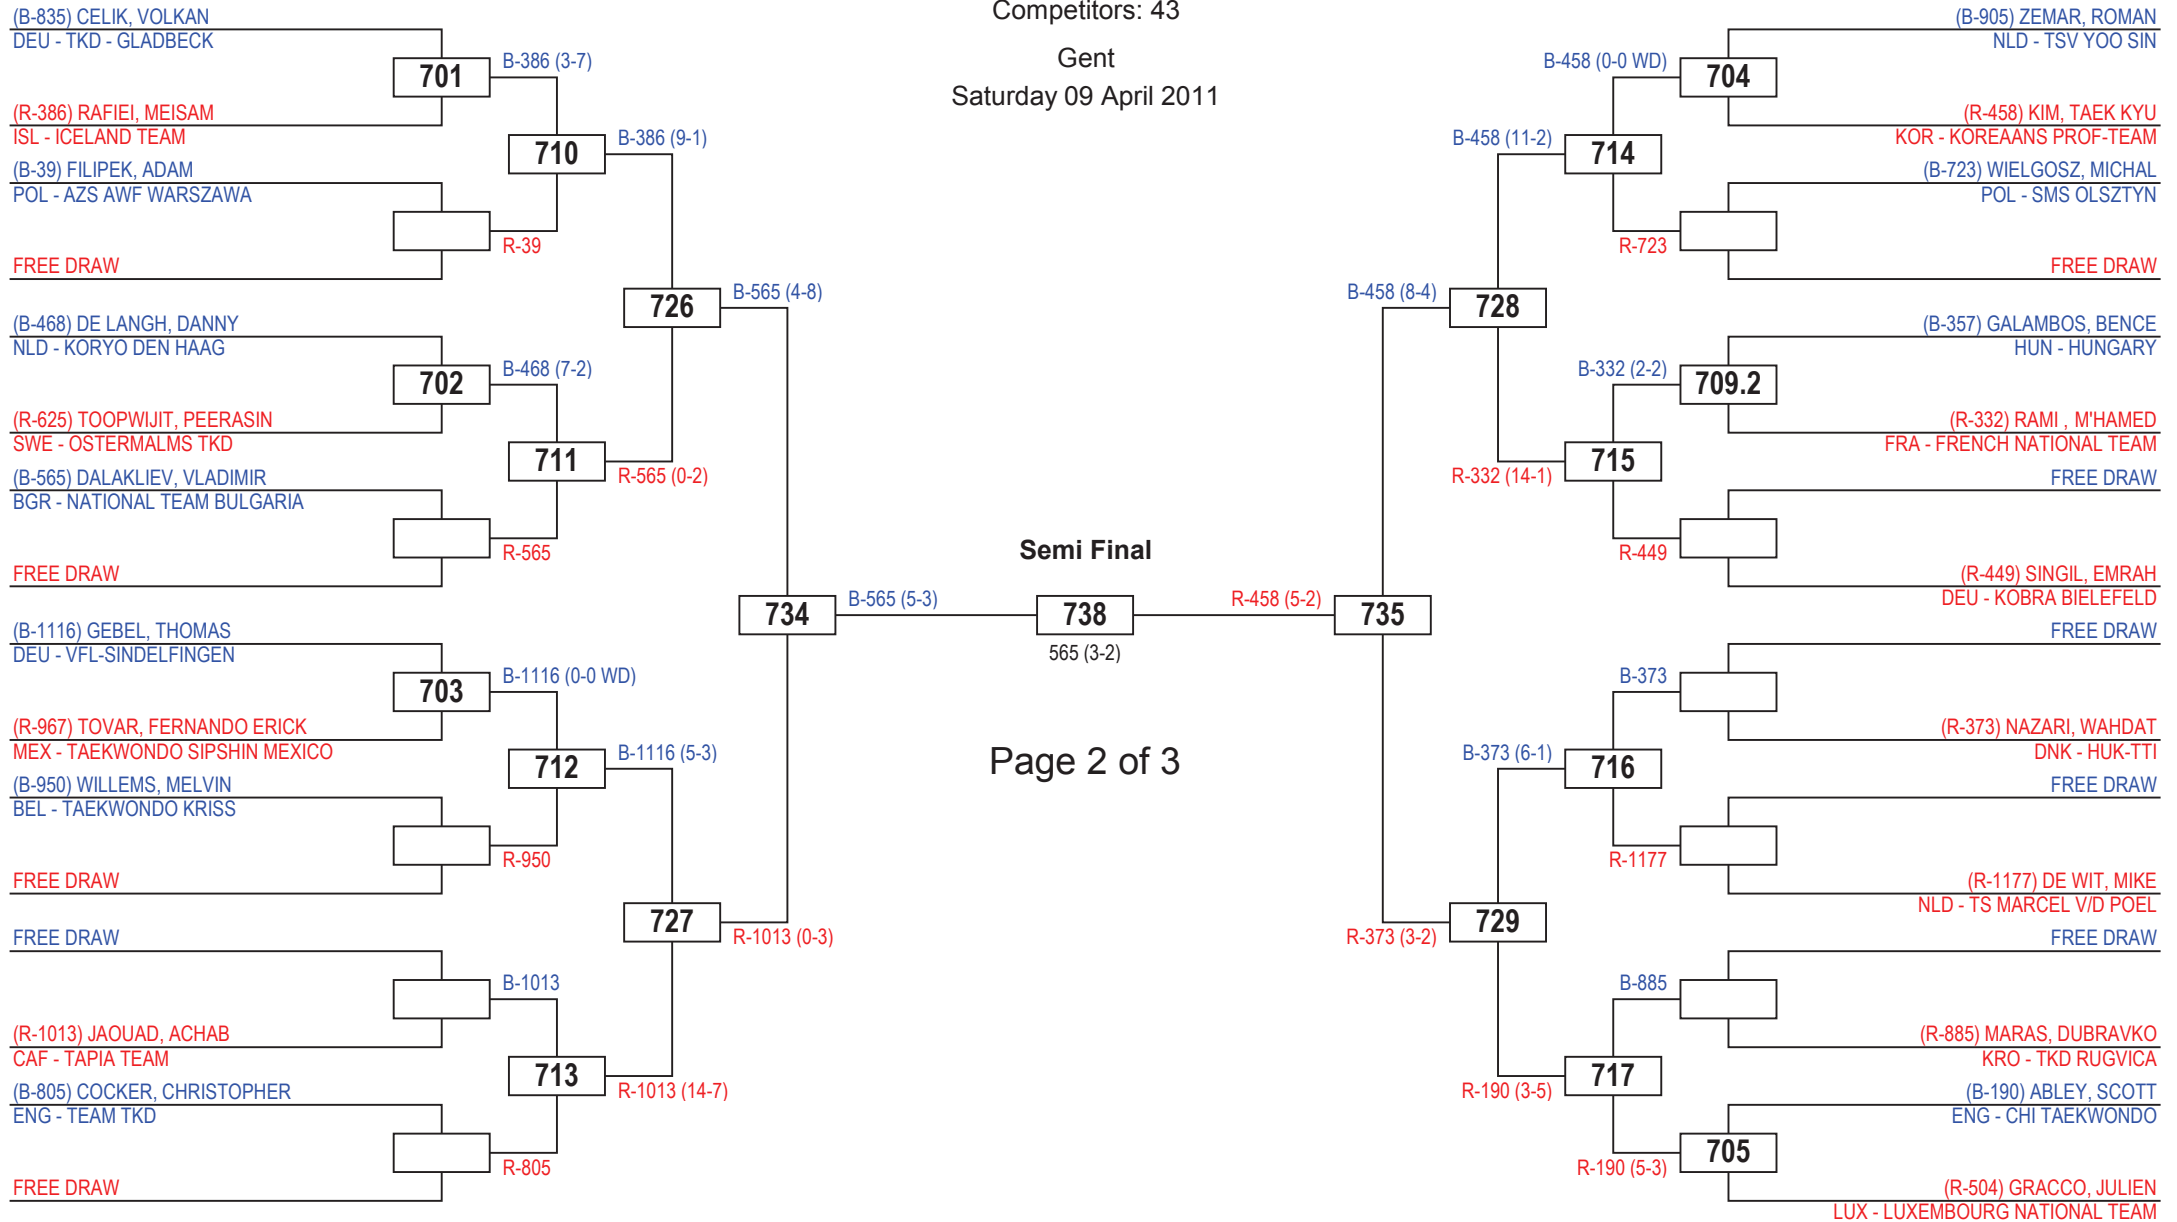 Competitors: 43
Gent
Saturday 09 April 2011
(B-835) CELIK, VOLKAN
DEU - TKD - GLADBECK
701
B-386 (3-7)
(R-386) RAFIEI, MEISAM
ISL - ICELAND TEAM
710
B-386 (9-1)
(B-39) FILIPEK, ADAM
POL - AZS AWF WARSZAWA
R-39
FREE DRAW
726
B-565 (4-8)
(B-468) DE LANGH, DANNY
NLD - KORYO DEN HAAG
702
B-468 (7-2)
(R-625) TOOPWIJIT, PEERASIN
SWE - OSTERMALMS TKD
711
R-565 (0-2)
(B-565) DALAKLIEV, VLADIMIR
BGR - NATIONAL TEAM BULGARIA
R-565
FREE DRAW
734
B-565 (5-3)
(B-1116) GEBEL, THOMAS
DEU - VFL-SINDELFINGEN
703
B-1116 (0-0 WD)
(R-967) TOVAR, FERNANDO ERICK
MEX - TAEKWONDO SIPSHIN MEXICO
712
B-1116 (5-3)
(B-950) WILLEMS, MELVIN
BEL - TAEKWONDO KRISS
R-950
FREE DRAW
727
R-1013 (0-3)
FREE DRAW
B-1013
(R-1013) JAOUAD, ACHAB
CAF - TAPIA TEAM
713
R-1013 (14-7)
(B-805) COCKER, CHRISTOPHER
ENG - TEAM TKD
R-805
FREE DRAW
Semi Final
738
565 (3-2)
Page 2 of 3
(B-905) ZEMAR, ROMAN
NLD - TSV YOO SIN
B-458 (0-0 WD)
704
(R-458) KIM, TAEK KYU
KOR - KOREAANS PROF-TEAM
B-458 (11-2)
714
(B-723) WIELGOSZ, MICHAL
POL - SMS OLSZTYN
R-723
FREE DRAW
B-458 (8-4)
728
(B-357) GALAMBOS, BENCE
HUN - HUNGARY
B-332 (2-2)
709.2
(R-332) RAMI , M'HAMED
FRA - FRENCH NATIONAL TEAM
R-332 (14-1)
715
FREE DRAW
R-449
(R-449) SINGIL, EMRAH
DEU - KOBRA BIELEFELD
R-458 (5-2)
735
FREE DRAW
B-373
(R-373) NAZARI, WAHDAT
DNK - HUK-TTI
B-373 (6-1)
716
FREE DRAW
R-1177
(R-1177) DE WIT, MIKE
NLD - TS MARCEL V/D POEL
R-373 (3-2)
729
FREE DRAW
B-885
(R-885) MARAS, DUBRAVKO
KRO - TKD RUGVICA
R-190 (3-5)
717
(B-190) ABLEY, SCOTT
ENG - CHI TAEKWONDO
R-190 (5-3)
705
(R-504) GRACCO, JULIEN
LUX - LUXEMBOURG NATIONAL TEAM